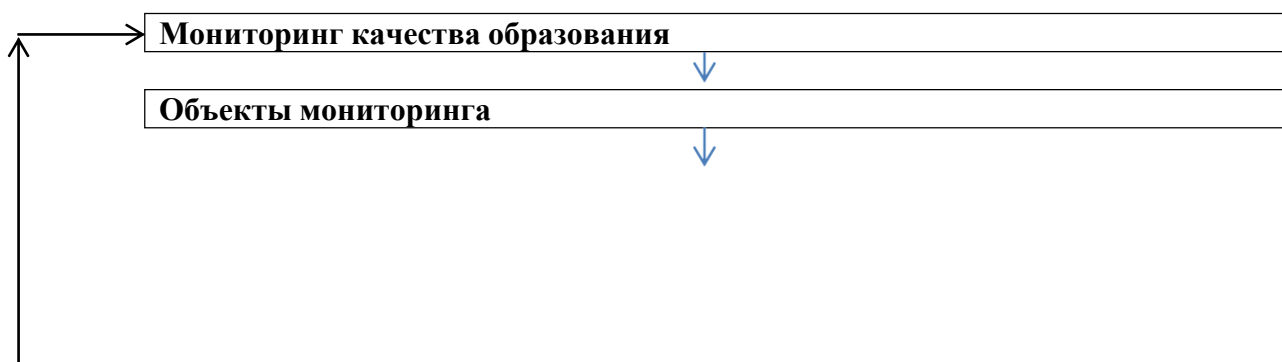 Мониторинг качества образования
Объекты мониторинга